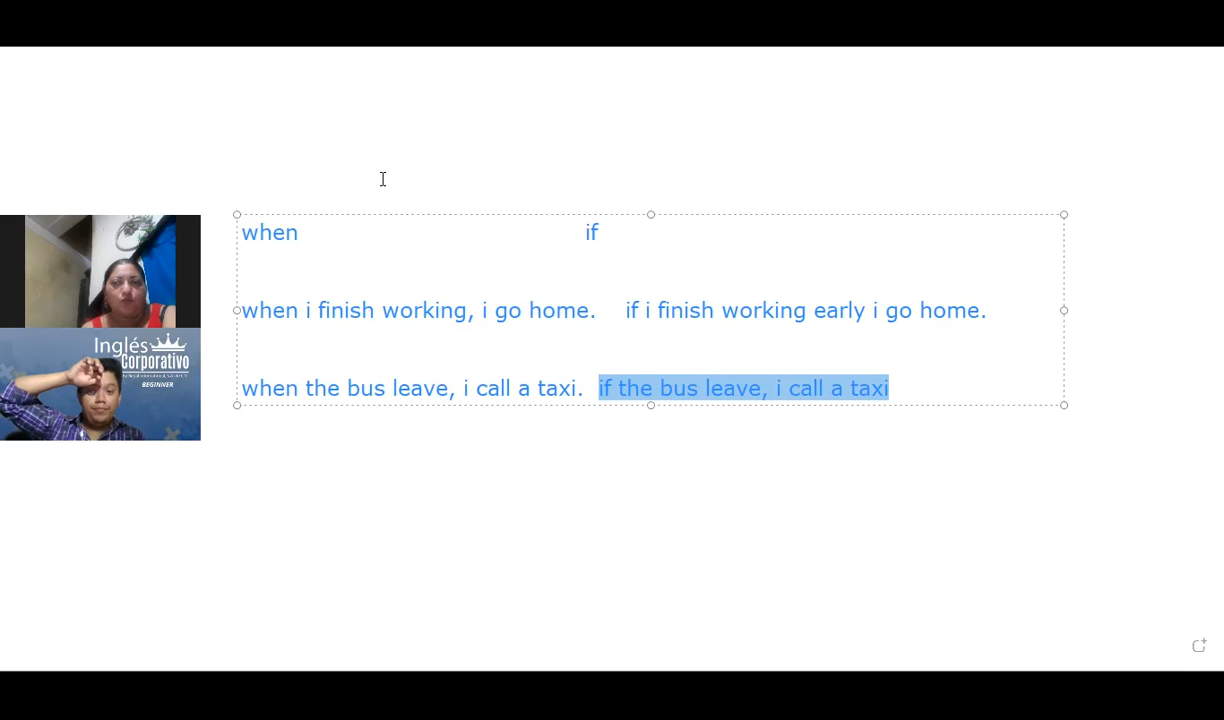 when if
when i finish working, i go home. if i finish working early i go home.
when the bus leave, i call a taxi. if the bus leave, i call a taxi
Inglés
Corporativo
BEGINNER